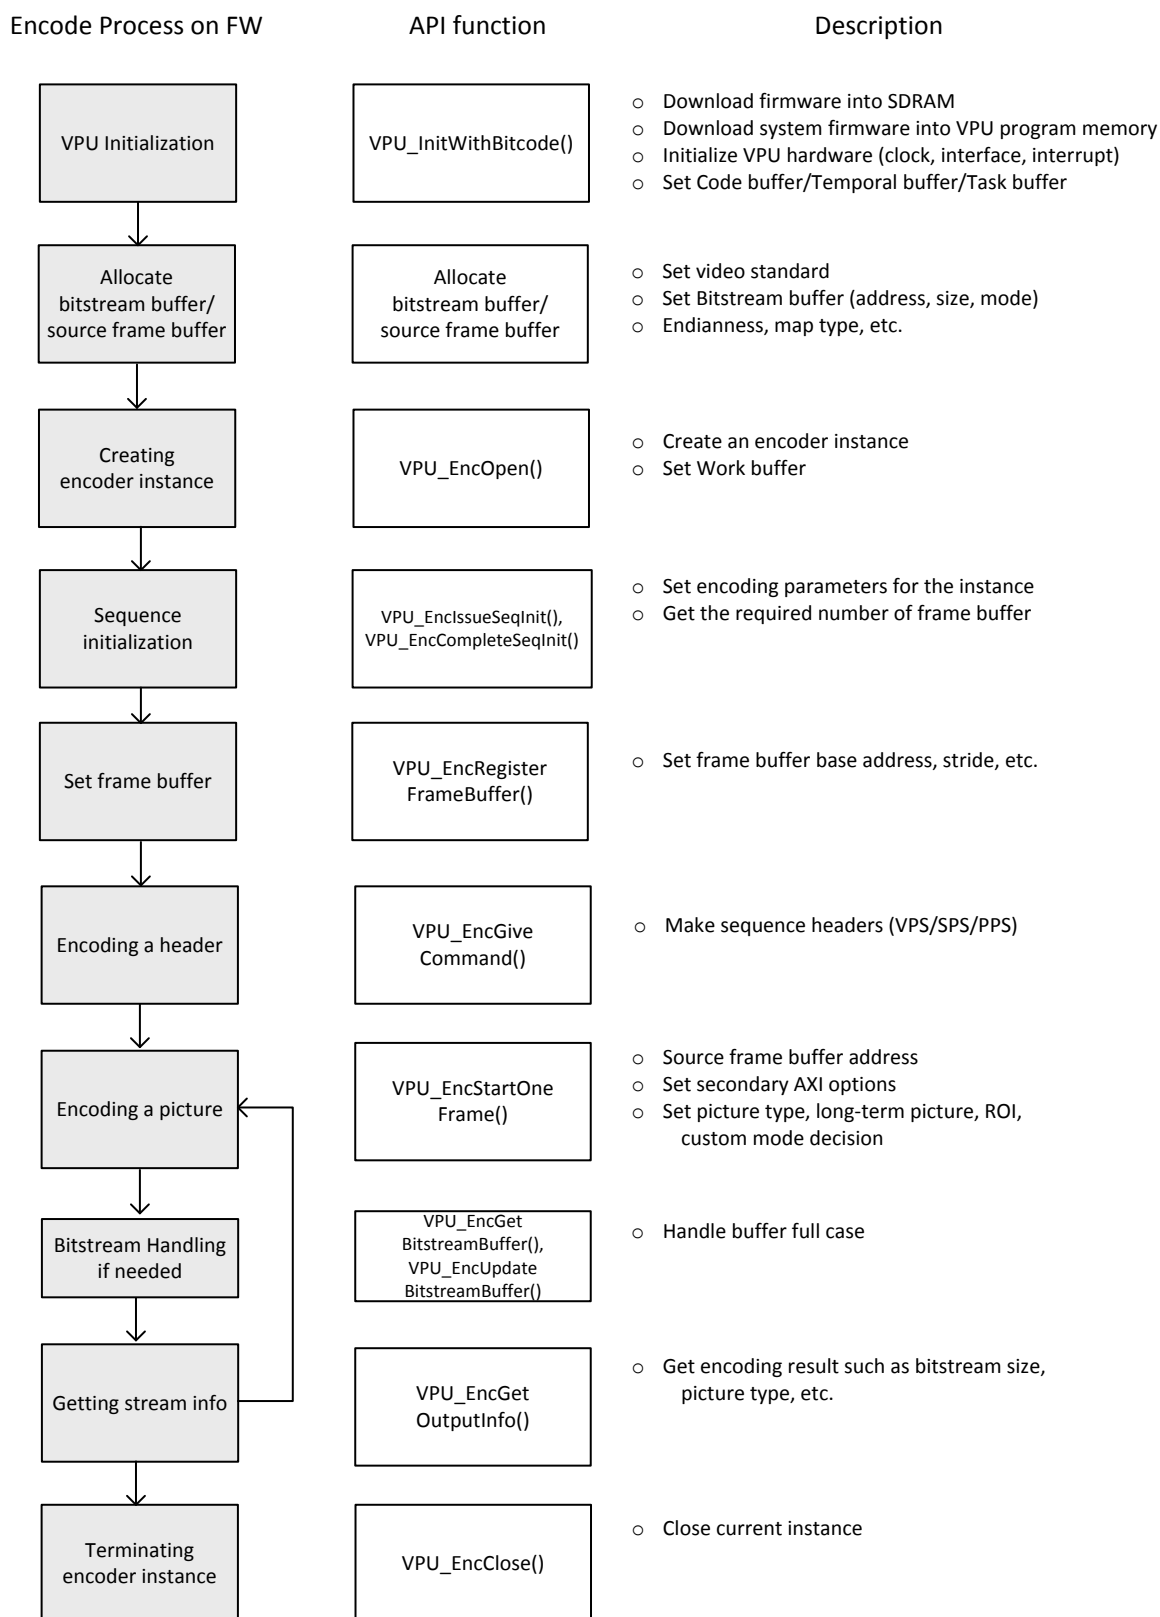 Encode Process on FW
API function
Description
VPU Initialization
VPU_InitWithBitcode()
o Download firmware into SDRAM
o Download system firmware into VPU program memory
o Initialize VPU hardware (clock, interface, interrupt)
o Set Code buffer/Temporal buffer/Task buffer
Allocate
bitstream buffer/
source frame buffer
Allocate
bitstream buffer/
source frame buffer
o Set video standard
o Set Bitstream buffer (address, size, mode)
o Endianness, map type, etc.
Creating
encoder instance
VPU_EncOpen()
o Create an encoder instance
o Set Work buffer
Sequence
initialization
VPU_EncIssueSeqInit(),
VPU_EncCompleteSeqInit()
o Set encoding parameters for the instance
o Get the required number of frame buffer
Set frame buffer
VPU_EncRegister
FrameBuffer()
o Set frame buffer base address, stride, etc.
Encoding a header
VPU_EncGive
Command()
o Make sequence headers (VPS/SPS/PPS)
Encoding a picture
VPU_EncStartOne
Frame()
o Source frame buffer address
o Set secondary AXI options
o Set picture type, long-term picture, ROI,
custom mode decision
Bitstream Handling
if needed
VPU_EncGet
BitstreamBuffer(),
VPU_EncUpdate
BitstreamBuffer()
o Handle buffer full case
Getting stream info
VPU_EncGet
OutputInfo()
o Get encoding result such as bitstream size,
picture type, etc.
Terminating
encoder instance
VPU_EncClose()
o Close current instance